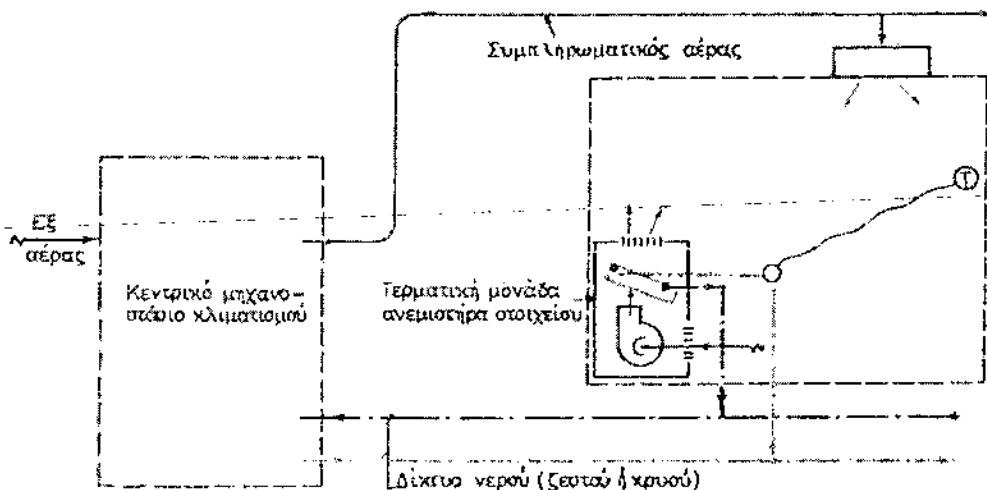 Συμπληρωματικός αέρας
T
Εξ
αέρας
Κεντρικό μηχανο-
στάσιο κλιματισμού
Τερματική μονάδα
ανεμιστήρα στοιχείου
Δίκτυο νερού (ζεστού ή κρυού)